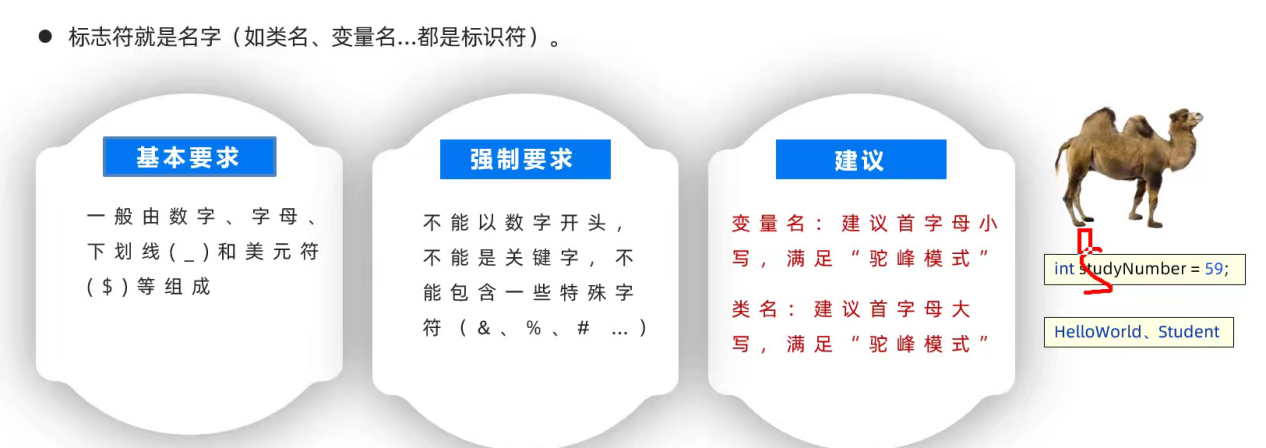 ● 标志符就是名字（如类名、变量名...都是标识符）。
基本要求
一般由数字、字母、
下划线(_)和美元符
($)等组成
强制要求
不能以数字开头，
不能是关键字，不
能包含一些特殊字
符（&、%、# ...）
建议
变量名：建议首字母小
写，满足“驼峰模式”
类名：建议首字母大
写，满足“驼峰模式”
int studyNumber = 59;
HelloWorld、Student